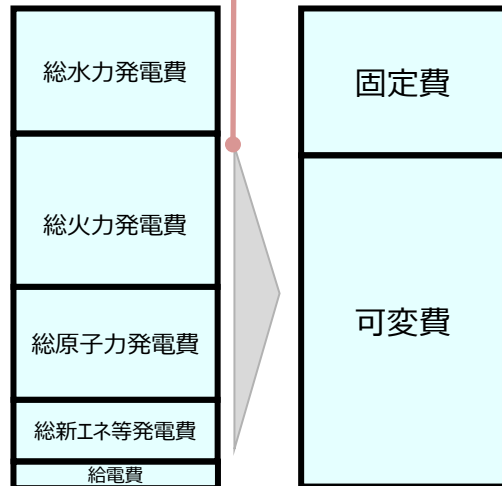 総水力発電費
総火力発電費
総原子力発電費
総新エネ等発電費
給電費
固定費
可変費